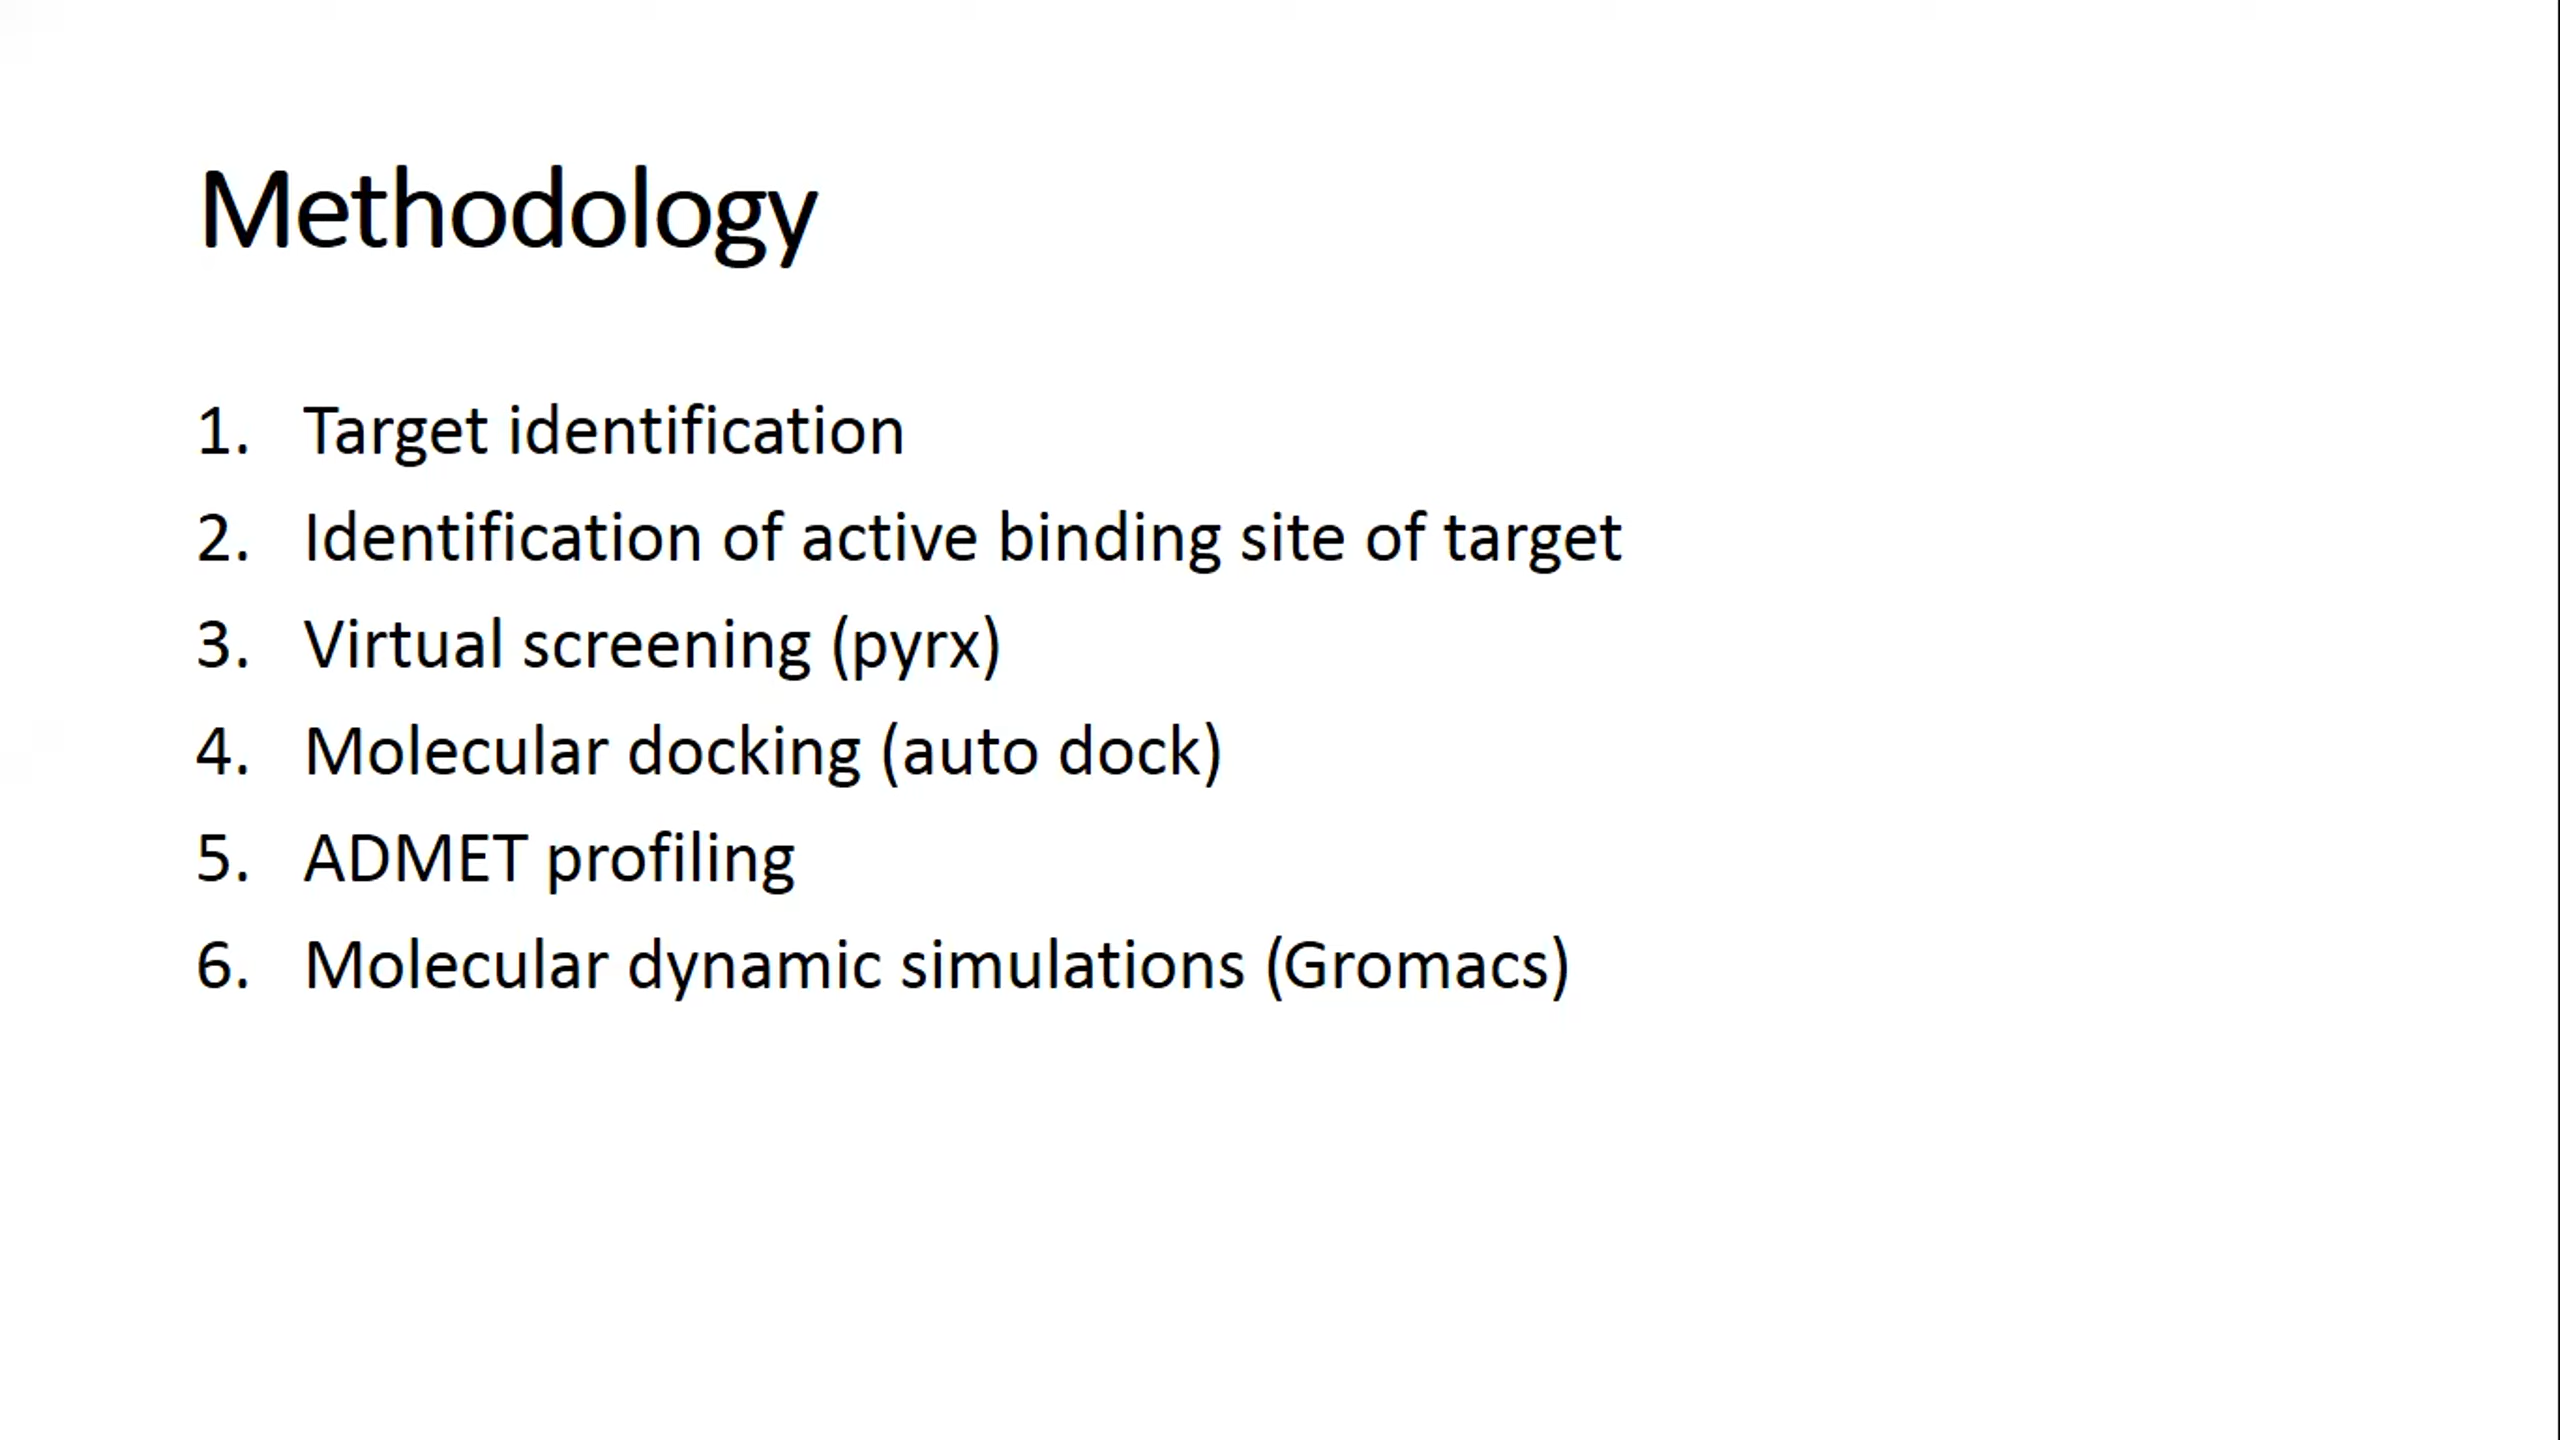 Methodology
1. Target identification
2. Identification of active binding site of target
3. Virtual screening (pyrx)
4. Molecular docking (auto dock)
5. ADMET profiling
6. Molecular dynamic simulations (Gromacs)